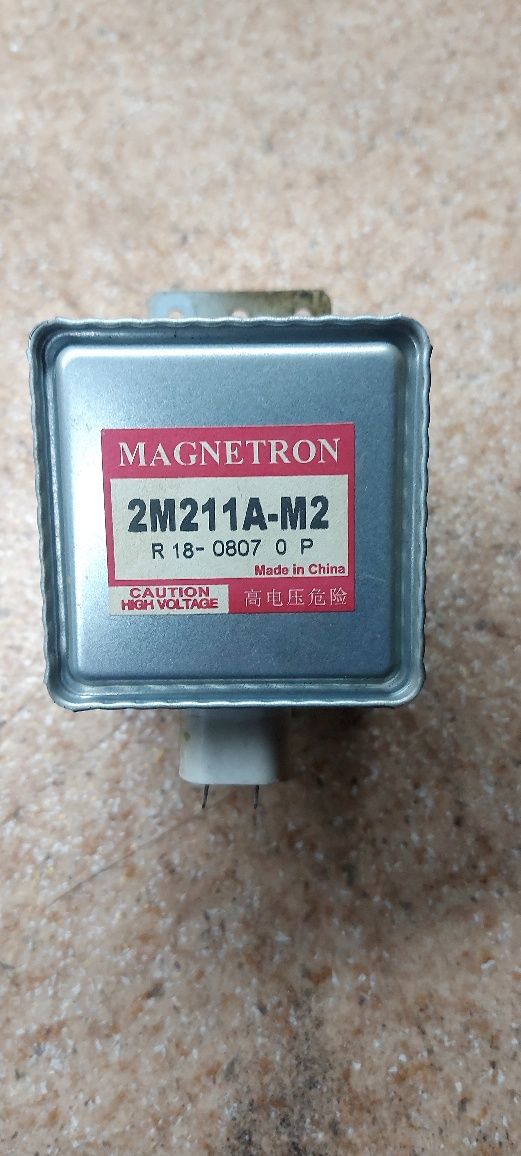 MAGNETRON
2M211A-M2
R 18- 0807 0 P
Made in China
CAUTION
HIGH VOLTAGE
高电压危险